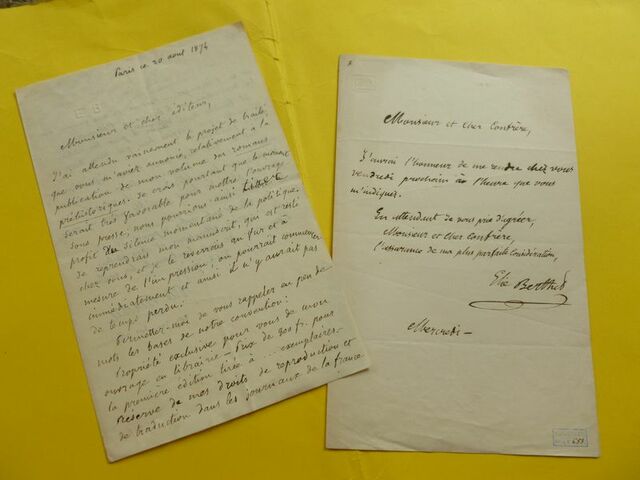 Paris ce 20 aout 1874
Monsieur et cher éditeur,
J'ai attendu vainement le projet de traité
que vous m'aviez annoncé, relativement à la
publication de mon volume des romans
préhistoriques. Je crois pourtant que le moment
serait très favorable pour mettre l'ouvrage
sous presse, nous pourrions ainsi
profit du silence momentané de la politique.
Je reprendrais mon manuscrit, qui est resté
chez vous, et je le reverrais au fur et à
mesure de l'impression; on pourrait commencer
immédiatement et ainsi il n'y aurait pas
de temps perdu.
Permettez-moi de vous rappeler en peu de
mots les bases de notre convention:
Propriété exclusive pour vous de mon
ouvrage en librairie – Prix de fr. pour
la première édition tirée à ... exemplaires–
Réserve de mes droits de reproduction et
de traduction dans les journaux de la France
Monsieur et cher Confrère,
J'aurai l'honneur de me rendre chez vous
vendredi prochain à l'heure que vous
m'indiquez.
En attendant je vous prie d'agréer,
Monsieur et cher Confrère,
l'assurance de ma plus parfaite considération,
Elie Berthet
Mercredi –